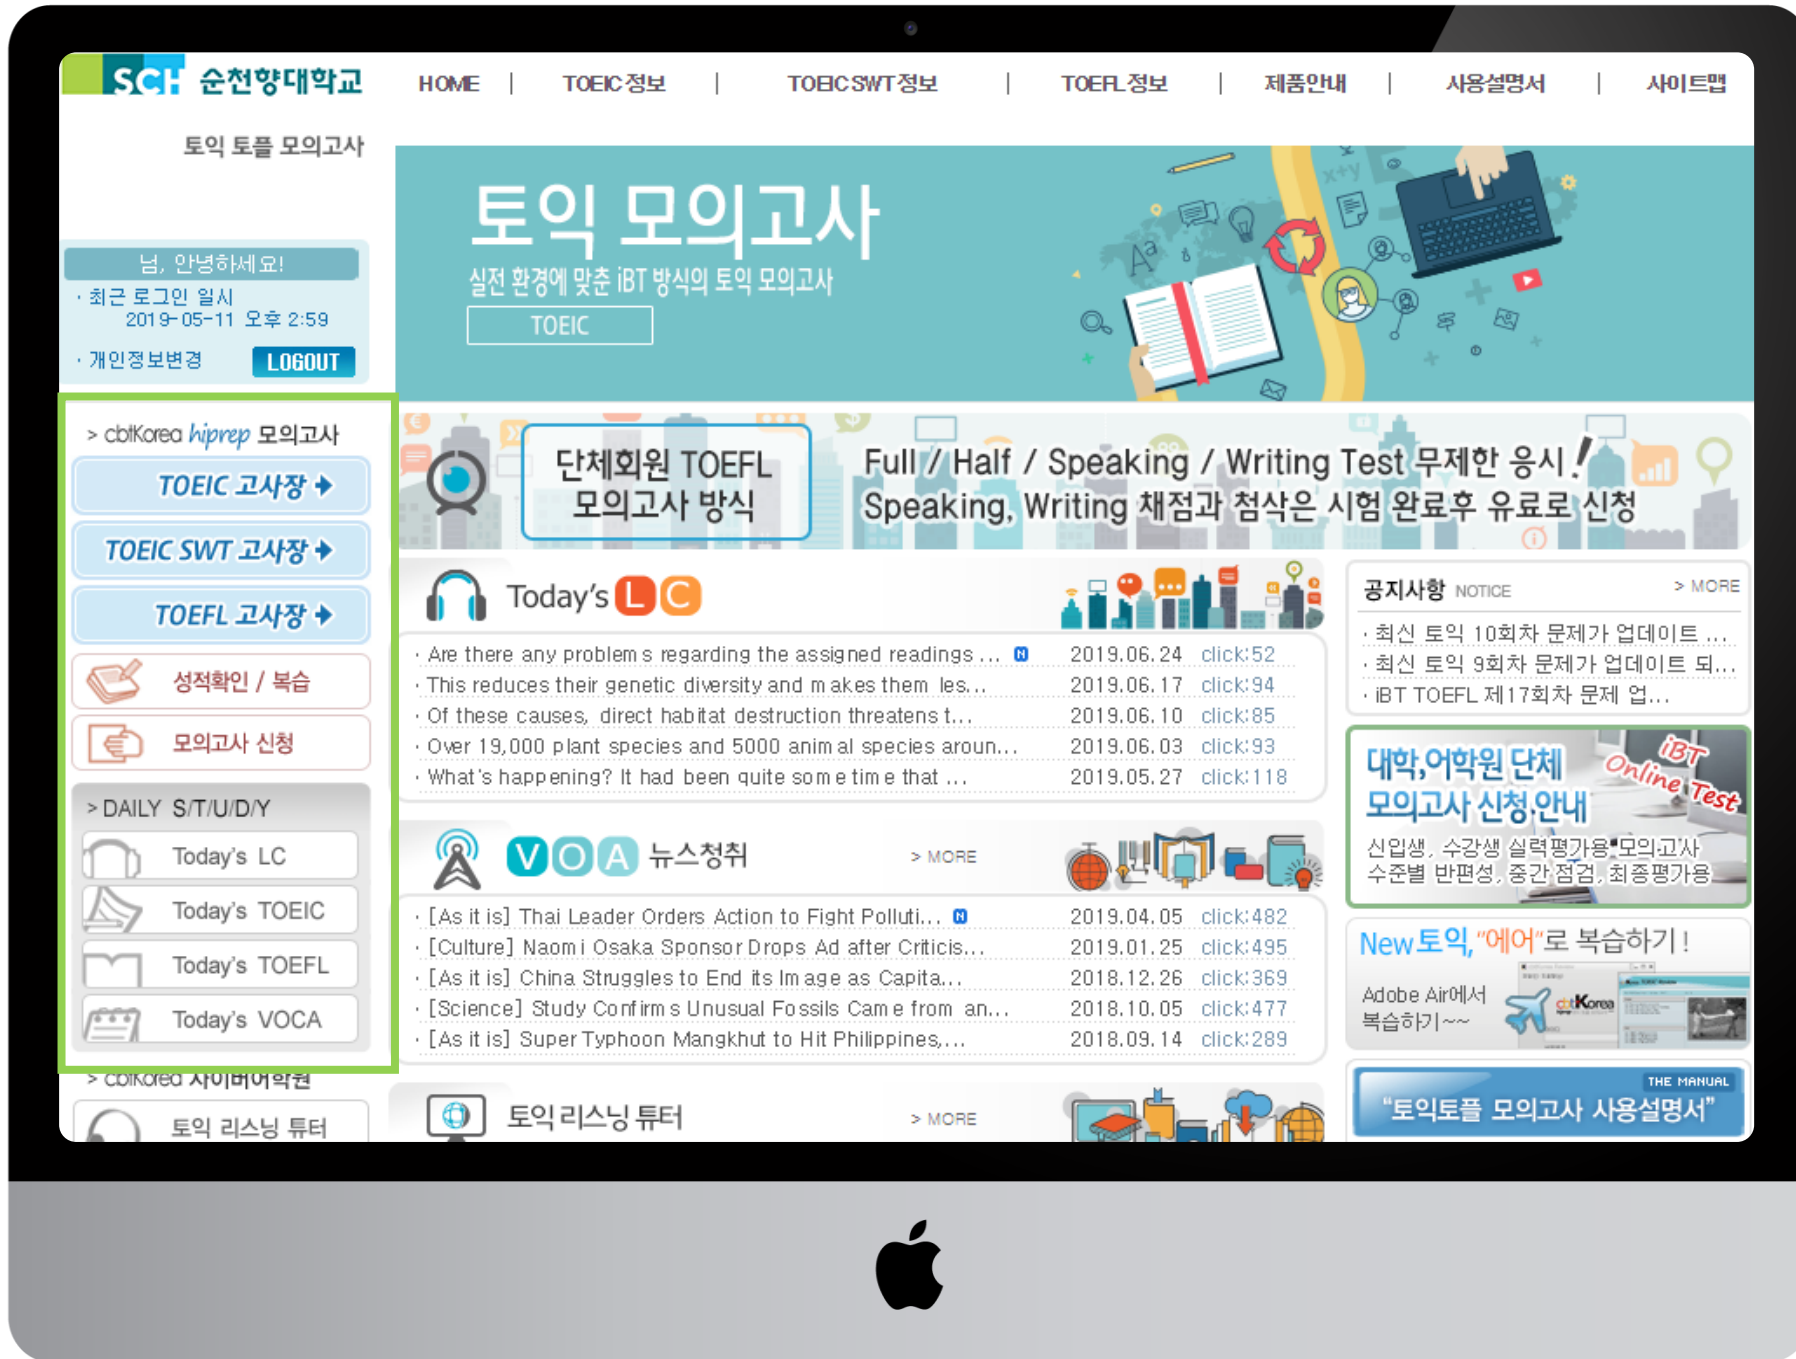 SCH 순천향대학교
HOME | TOEIC 정보 | TOEIC SWT 정보 | TOEFL 정보 | 제품안내 | 사용설명서 | 사이트맵
토익 토플 모의고사
토익 모의고사
실전 환경에 맞춘 iBT 방식의 토익 모의고사
TOEIC
x+y
Aa
님, 안녕하세요!
· 최근 로그인 일시
2019-05-11 오후 2:59
· 개인정보변경 LOGOUT
> cbtKorea hiprep 모의고사
TOEIC 고사장
TOEIC SWT 고사장
TOEFL 고사장
성적확인 / 복습
모의고사 신청
> DAILY S/T/U/D/Y
Today's LC
Today's TOEIC
Today's TOEFL
Today's VOCA
> cbtKorea 사이버어학원
토익 리스닝 튜터
단체회원 TOEFL
모의고사 방식
Full / Half / Speaking / Writing Test 무제한 응시!
Speaking, Writing 채점과 첨삭은 시험 완료후 유료로 신청
Today's LC
· Are there any problems regarding the assigned readings ... N 2019.06.24 click:52
· This reduces their genetic diversity and makes them les... 2019.06.17 click:94
· Of these causes, direct habitat destruction threatens t... 2019.06.10 click:85
· Over 19,000 plant species and 5000 animal species aroun... 2019.06.03 click:93
· What's happening? It had been quite some time that ... 2019.05.27 click:118
VOA 뉴스청취 > MORE
· [As it is] Thai Leader Orders Action to Fight Polluti... N 2019.04.05 click:482
· [Culture] Naomi Osaka Sponsor Drops Ad after Criticis... 2019.01.25 click:495
· [As it is] China Struggles to End its Image as Capita... 2018.12.26 click:369
· [Science] Study Confirms Unusual Fossils Came from an... 2018.10.05 click:477
· [As it is] Super Typhoon Mangkhut to Hit Philippines,... 2018.09.14 click:289
토익 리스닝 튜터 > MORE
공지사항 NOTICE > MORE
· 최신 토익 10회차 문제가 업데이트 ...
· 최신 토익 9회차 문제가 업데이트 되...
· iBT TOEFL 제17회차 문제 업...
대학,어학원 단체
모의고사 신청·안내
iBT
Online Test
신입생, 수강생 실력평가용 모의고사
수준별 반편성, 중간 점검, 최종평가용
New 토익, "에어"로 복습하기 !
Adobe Air에서
복습하기~~
cbtKorea
THE MANUAL
"토익토플 모의고사 사용설명서"